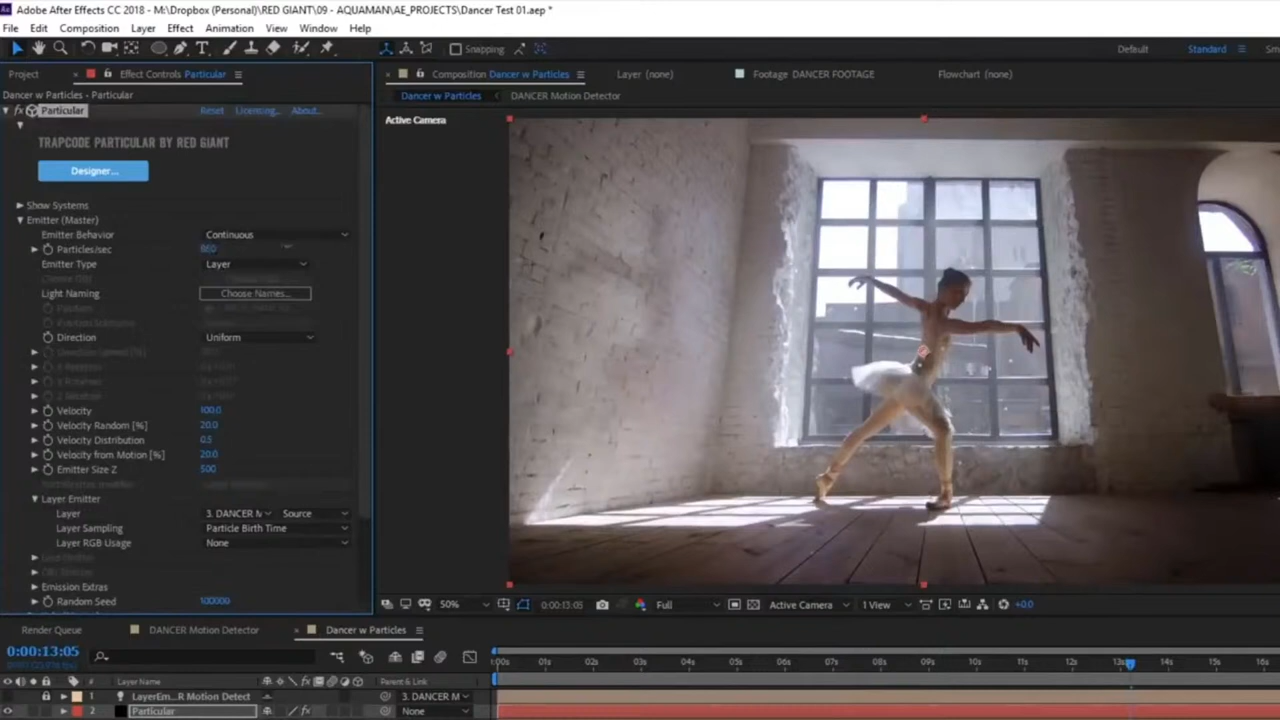 Adobe After Effects CC 2018 - M:\Dropbox (Personal)\RED GIANT\09 - AQUAMAN\AE_PROJECTS\Dancer Test 01.aep *
File Edit Composition Layer Effect Animation View Window Help
Snapping Default Standard Sm
Project Effect Controls Particular Composition Dancer w Particles Layer (none) Footage DANCER FOOTAGE Flowchart (none)
Dancer w Particles - Particular
Dancer w Particles DANCER Motion Detector
fx Particular Reset Licensing... About...
Active Camera
TRAPCODE PARTICULAR BY RED GIANT
Designer...
Show Systems
Emitter (Master)
Emitter Behavior Continuous
Particles/sec
Emitter Type Layer
Light Naming Choose Names...
Direction Uniform
Velocity 100.0
Velocity Random [%] 20.0
Velocity Distribution 0.5
Velocity from Motion [%] 20.0
Emitter Size Z 500
Layer Emitter
Layer 3. DANCER M Source
Layer Sampling Particle Birth Time
Layer RGB Usage None
Emission Extras
Random Seed 100000
50% 0:00:13:05 Full Active Camera 1 View +0.0
Render Queue DANCER Motion Detector Dancer w Particles
0:00:13:05
:00s 01s 02s 03s 04s 05s 06s 07s 08s 09s 10s 11s 12s 13s 14s 15s 16s
# Layer Name Parent & Link
1 LayerEm...R Motion Detect 3. DANCER M
2 Particular None